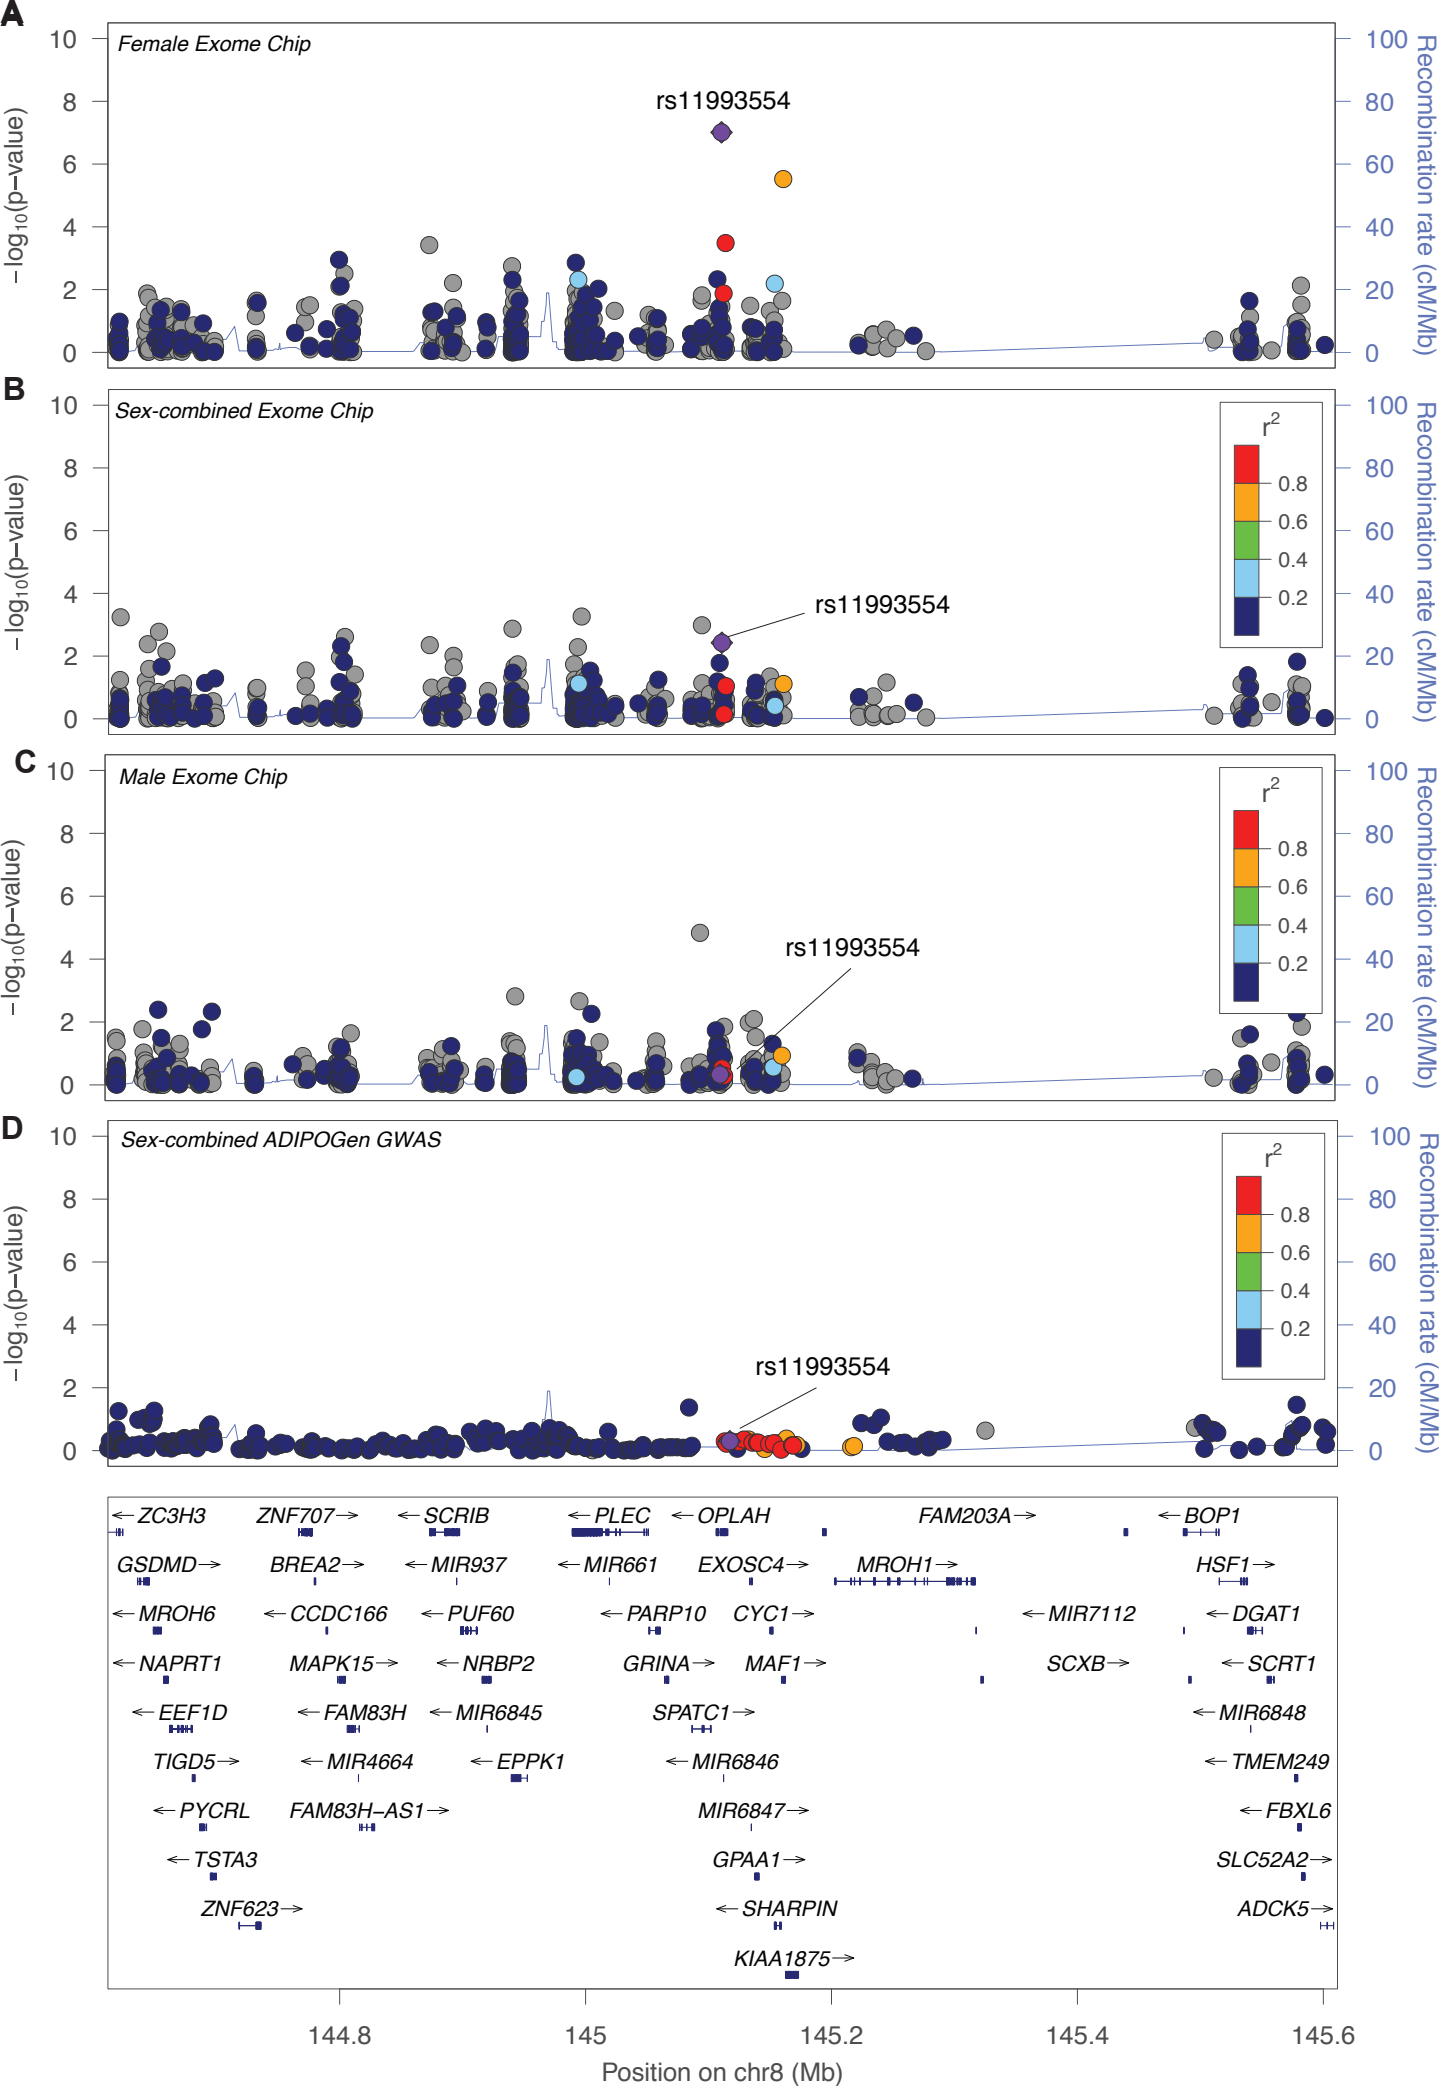 A
Female Exome Chip
10
8
6
4
2
0
−log10(p−value)
100
80
60
40
20
0
Recombination rate (cM/Mb)
rs11993554
B
Sex-combined Exome Chip
10
8
6
4
2
0
−log10(p−value)
100
80
60
40
20
0
Recombination rate (cM/Mb)
rs11993554
r2
0.8
0.6
0.4
0.2
C
Male Exome Chip
10
8
6
4
2
0
−log10(p−value)
100
80
60
40
20
0
Recombination rate (cM/Mb)
rs11993554
r2
0.8
0.6
0.4
0.2
D
Sex-combined ADIPOGen GWAS
10
8
6
4
2
0
−log10(p−value)
100
80
60
40
20
0
Recombination rate (cM/Mb)
rs11993554
r2
0.8
0.6
0.4
0.2
←ZC3H3 ZNF707→ ←SCRIB ←PLEC ←OPLAH FAM203A→ ←BOP1
GSDMD→ BREA2→ ←MIR937 ←MIR661 EXOSC4→ MROH1→ HSF1→
←MROH6 ←CCDC166 ←PUF60 ←PARP10 CYC1→ ←MIR7112 ←DGAT1
←NAPRT1 MAPK15→ ←NRBP2 GRINA→ MAF1→ SCXB→ ←SCRT1
←EEF1D ←FAM83H ←MIR6845 SPATC1→ ←MIR6848
TIGD5→ ←MIR4664 ←EPPK1 ←MIR6846 ←TMEM249
←PYCRL FAM83H−AS1→ MIR6847→ ←FBXL6
←TSTA3 GPAA1→ SLC52A2→
ZNF623→ ←SHARPIN ADCK5→
KIAA1875→
144.8 145 145.2 145.4 145.6
Position on chr8 (Mb)